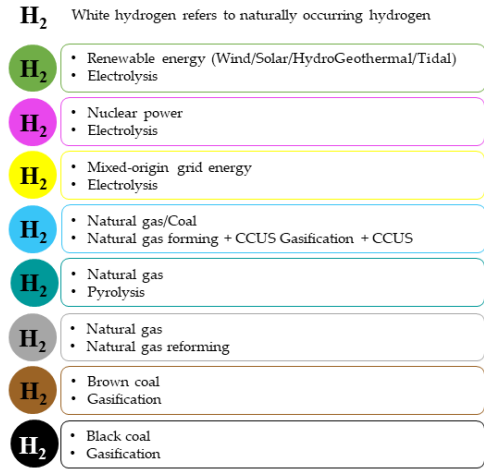 H2 White hydrogen refers to naturally occurring hydrogen
H2
• Renewable energy (Wind/Solar/HydroGeothermal/Tidal)
• Electrolysis
H2
• Nuclear power
• Electrolysis
H2
• Mixed-origin grid energy
• Electrolysis
H2
• Natural gas/Coal
• Natural gas forming + CCUS Gasification + CCUS
H2
• Natural gas
• Pyrolysis
H2
• Natural gas
• Natural gas reforming
H2
• Brown coal
• Gasification
H2
• Black coal
• Gasification